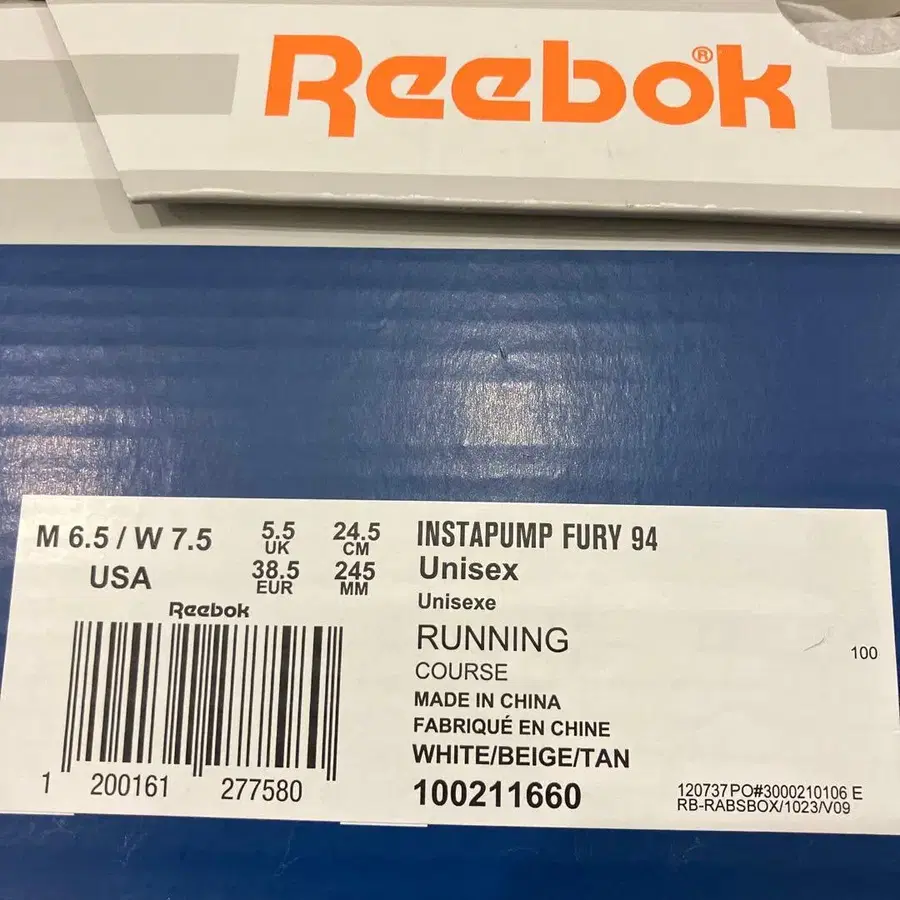 Reebok®
M 6.5 / W 7.5
USA
5.5
UK
24.5
CM
38.5
EUR
245
MM
Reebok
1 200161 277580
INSTAPUMP FURY 94
Unisex
Unisexe
RUNNING
COURSE
MADE IN CHINA
FABRIQUÉ EN CHINE
WHITE/BEIGE/TAN
100211660
100
120737PO#3000210106 E
RB-RABSBOX/1023/V09